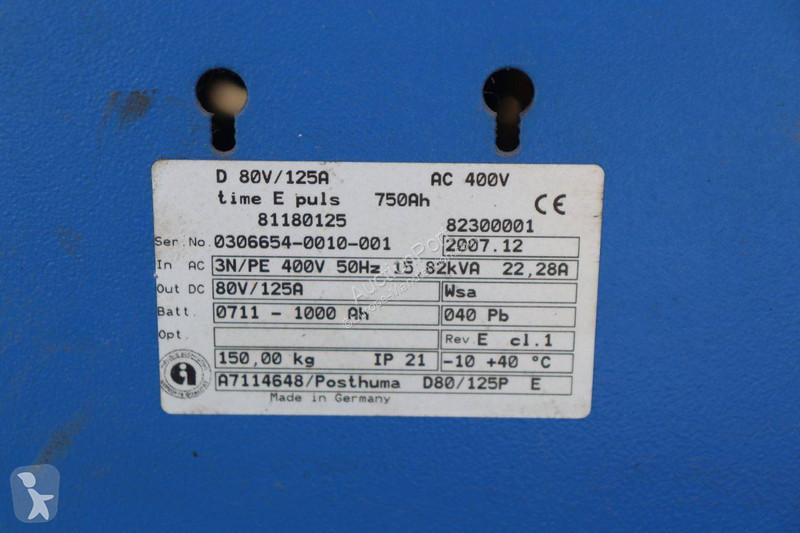 D 80V/125A AC 400V
time E puls 750Ah CE
81180125 82300001
Ser.No. 0306654-0010-001 2007.12
In AC 3N/PE 400V 50Hz 15,82kVA 22,28A
Out DC 80V/125A Wsa
Batt. 0711 - 1000 Ah 040 Pb
Opt. Rev. E cl.1
150,00 kg IP 21 -10 +40 °C
A7114648/Posthuma D80/125P E
Made in Germany